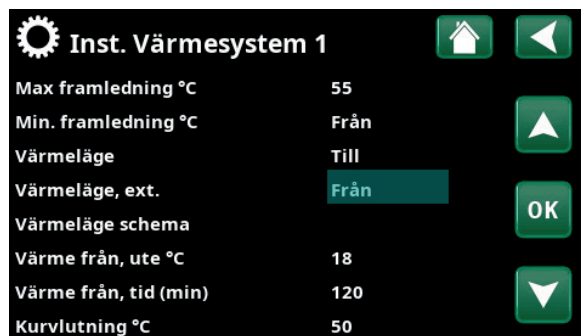 Inst. Värmesystem 1
Max framledning °C 55
Min. framledning °C Från
Värmeläge Till
Värmeläge, ext. Från
OK
Värmeläge schema
Värme från, ute °C 18
Värme från, tid (min) 120
Kurvlutning °C 50